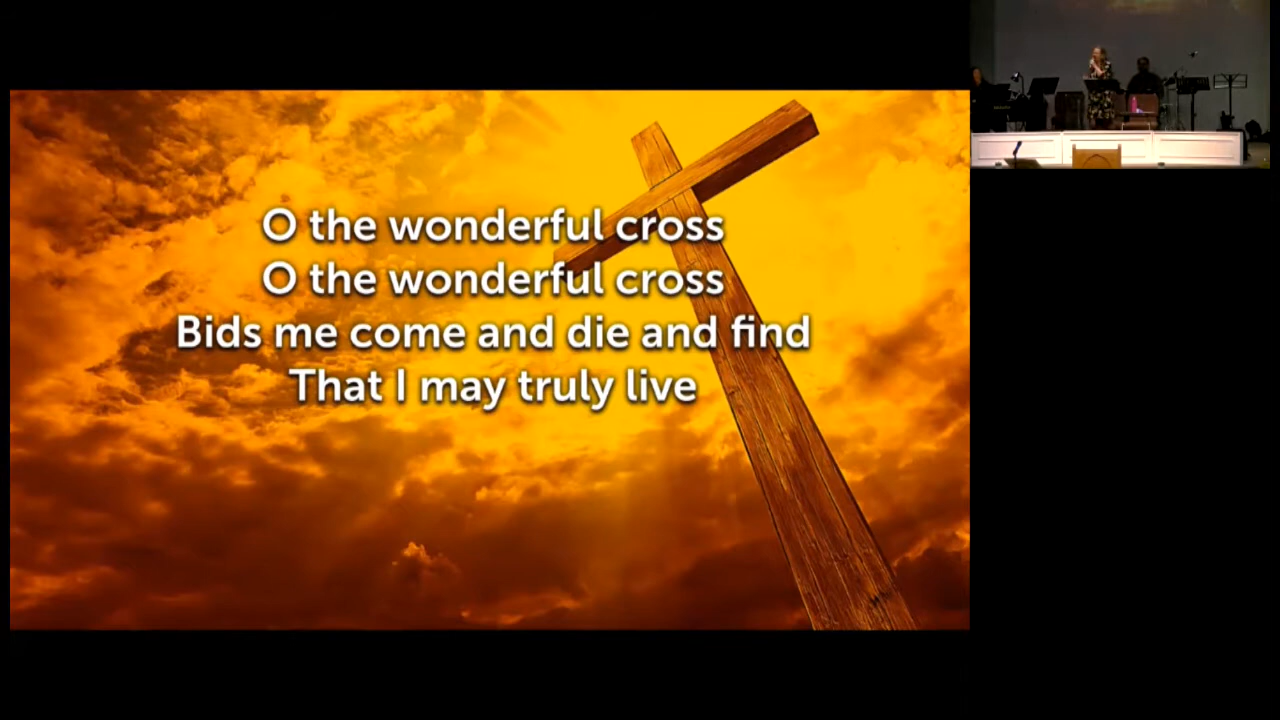 O the wonderful cross
O the wonderful cross
Bids me come and die and find
That I may truly live